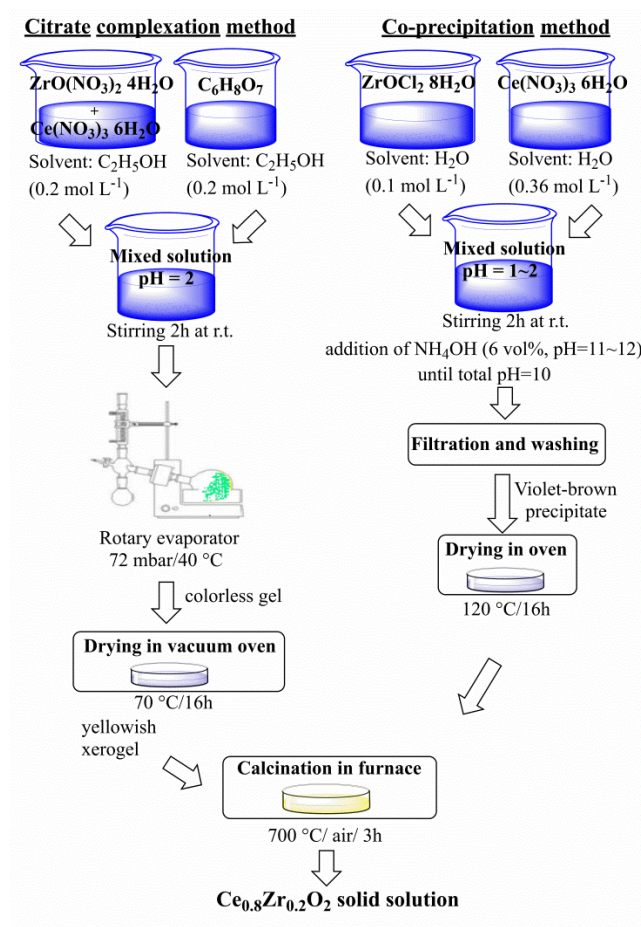 Citrate complexation method
ZrO(NO3)2 4H2O
+
Ce(NO3)3 6H2O
Solvent: C2H5OH
(0.2 mol L-1)
C6H8O7
Solvent: C2H5OH
(0.2 mol L-1)
Mixed solution
pH = 2
Stirring 2h at r.t.
Rotary evaporator
72 mbar/40 °C
colorless gel
Drying in vacuum oven
70 °C/16h
yellowish
xerogel
Co-precipitation method
ZrOCl2 8H2O
Solvent: H2O
(0.1 mol L-1)
Ce(NO3)3 6H2O
Solvent: H2O
(0.36 mol L-1)
Mixed solution
pH = 1~2
Stirring 2h at r.t.
addition of NH4OH (6 vol%, pH=11~12)
until total pH=10
Filtration and washing
Violet-brown
precipitate
Drying in oven
120 °C/16h
Calcination in furnace
700 °C/ air/ 3h
Ce0.8Zr0.2O2 solid solution